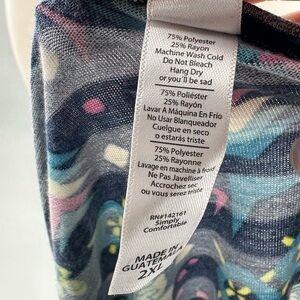 75% Polyester
25% Rayon
Machine Wash Cold
Do Not Bleach
Hang Dry
or you'll be sad
75% Poliéster
25% Rayón
Lavar A Máquina En Frío
No Usar Blanqueador
Cuelgue en seco
o estarás triste
75% Polyester
25% Rayonne
Lavage en machine à froid
Ne Pas Javelliser
Accrochez sec
ou vous serez triste
RN#142161
Simply
Comfortable
MADE IN
GUATEMALA
2XL